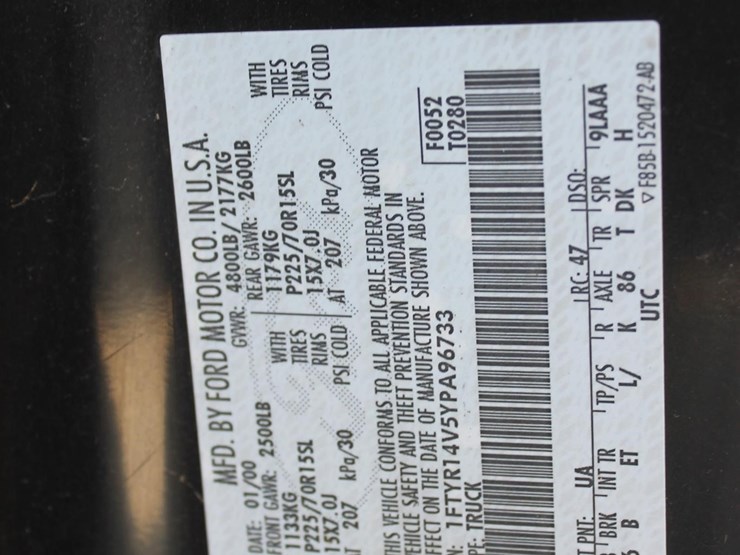 MFD. BY FORD MOTOR CO. IN U.S.A.
DATE: 01/00 GVWR: 4800LB/ 2177KG
FRONT GAWR: 2500LB REAR GAWR: 2600LB
1133KG WITH 1179KG WITH
P225/70R15SL TIRES P225/70R15SL TIRES
15X7.0J RIMS 15X7.0J RIMS
207 kPa/30 PSI COLD AT 207 kPa/30 PSI COLD
THIS VEHICLE CONFORMS TO ALL APPLICABLE FEDERAL MOTOR
VEHICLE SAFETY AND THEFT PREVENTION STANDARDS IN
EFFECT ON THE DATE OF MANUFACTURE SHOWN ABOVE.
1FTYR14V5YPA96733 F0052
TRUCK T0280
PNT: UA RC: 47 DSO:
BRK INT TR TP/PS R AXLE TR SPR 9LAAA
B ET L/ K 86 T DK H
UTC ▽ F85B-1520472-AB